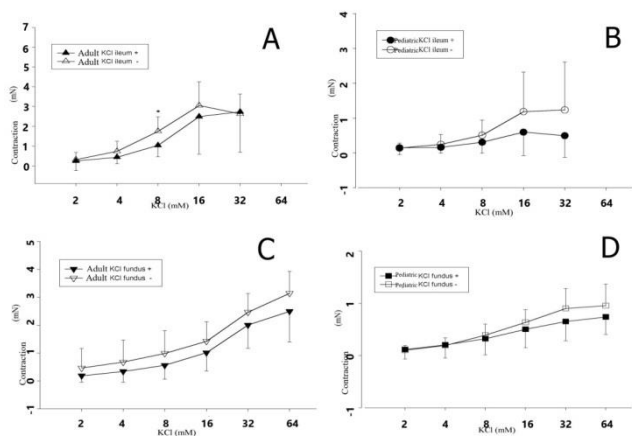 A
Adult KCl ileum +
Adult KCl ileum -
Contraction (mN)
7
6
5
4
3
2
1
0
-1
*
2 4 8 16 32 64
KCl (mM)
B
Pediatric KCl ileum +
Pediatric KCl ileum -
Contraction (mN)
4
3
2
1
0
-1
2 4 8 16 32 64
KCl (mM)
C
Adult KCl fundus +
Adult KCl fundus -
Contraction (mN)
5
4
3
2
1
0
-1
2 4 8 16 32 64
KCl (mM)
D
Pediatric KCl fundus +
Pediatric KCl fundus -
Contraction (mN)
2
1
0
-1
2 4 8 16 32 64
KCl (mM)